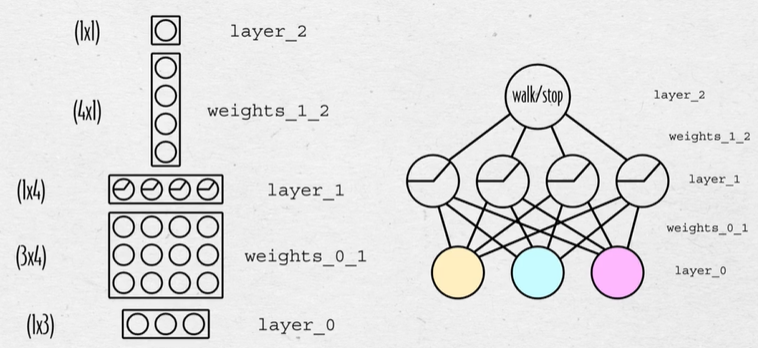 (1x1) layer_2
(4x1) weights_1_2
(1x4) layer_1
(3x4) weights_0_1
(1x3) layer_0
walk/stop
layer_2
weights_1_2
layer_1
weights_0_1
layer_0